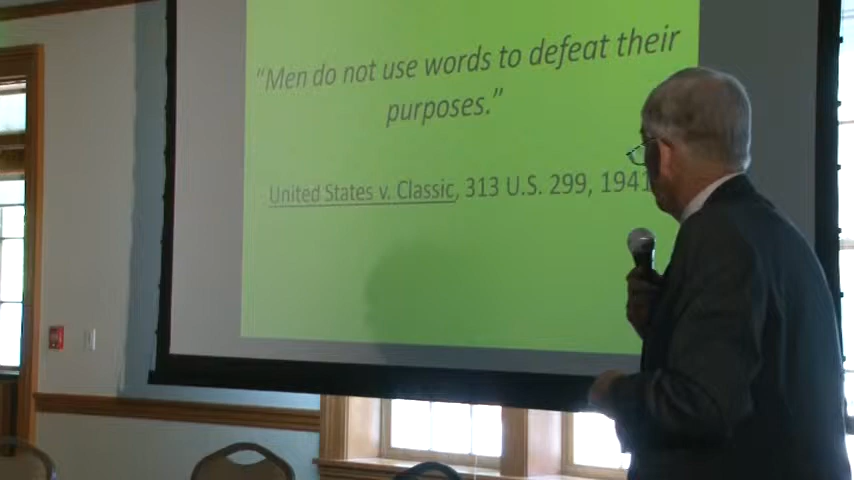 "Men do not use words to defeat their
purposes."
United States v. Classic, 313 U.S. 299, 1941